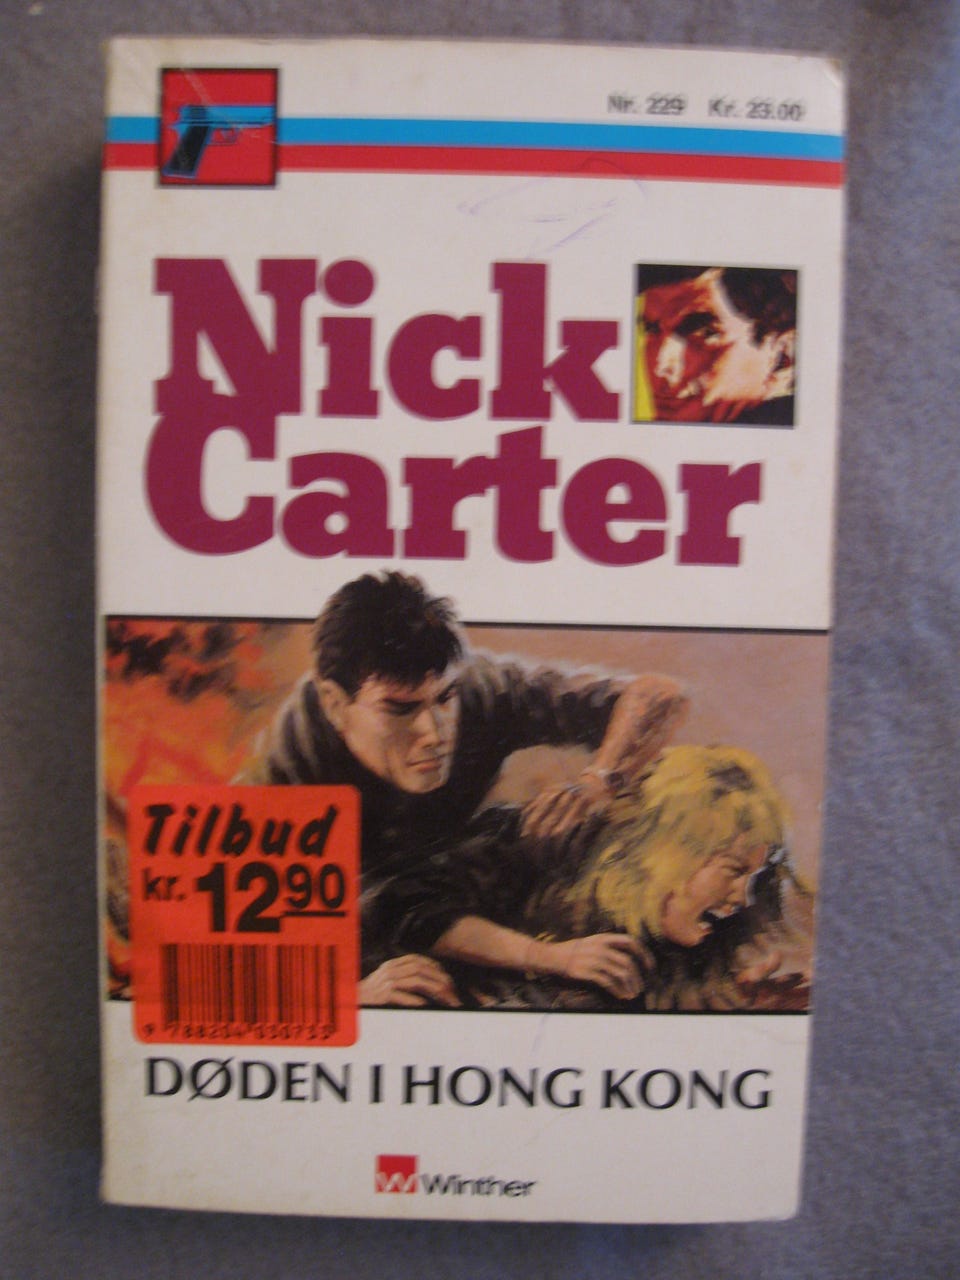 Nr. 229 Kr. 23.00
Nick
Carter
Tilbud
kr. 12 90
DØDEN I HONG KONG
W Winther